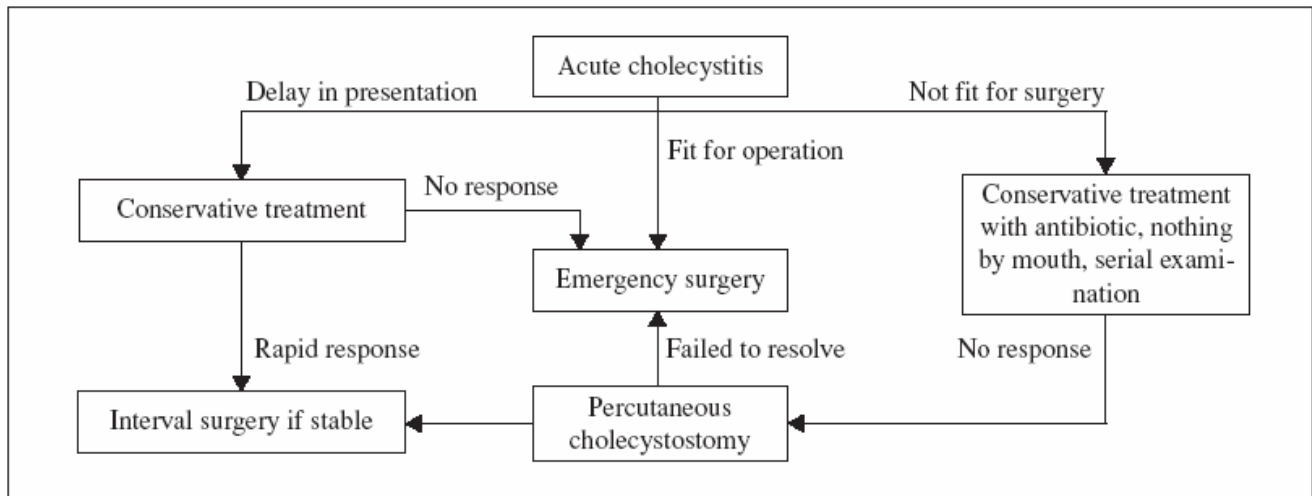 Acute cholecystitis
Delay in presentation
Not fit for surgery
Fit for operation
No response
Conservative treatment
Conservative treatment
with antibiotic, nothing
by mouth, serial exami-
nation
Emergency surgery
Rapid response
Failed to resolve
No response
Interval surgery if stable
Percutaneous
cholecystostomy